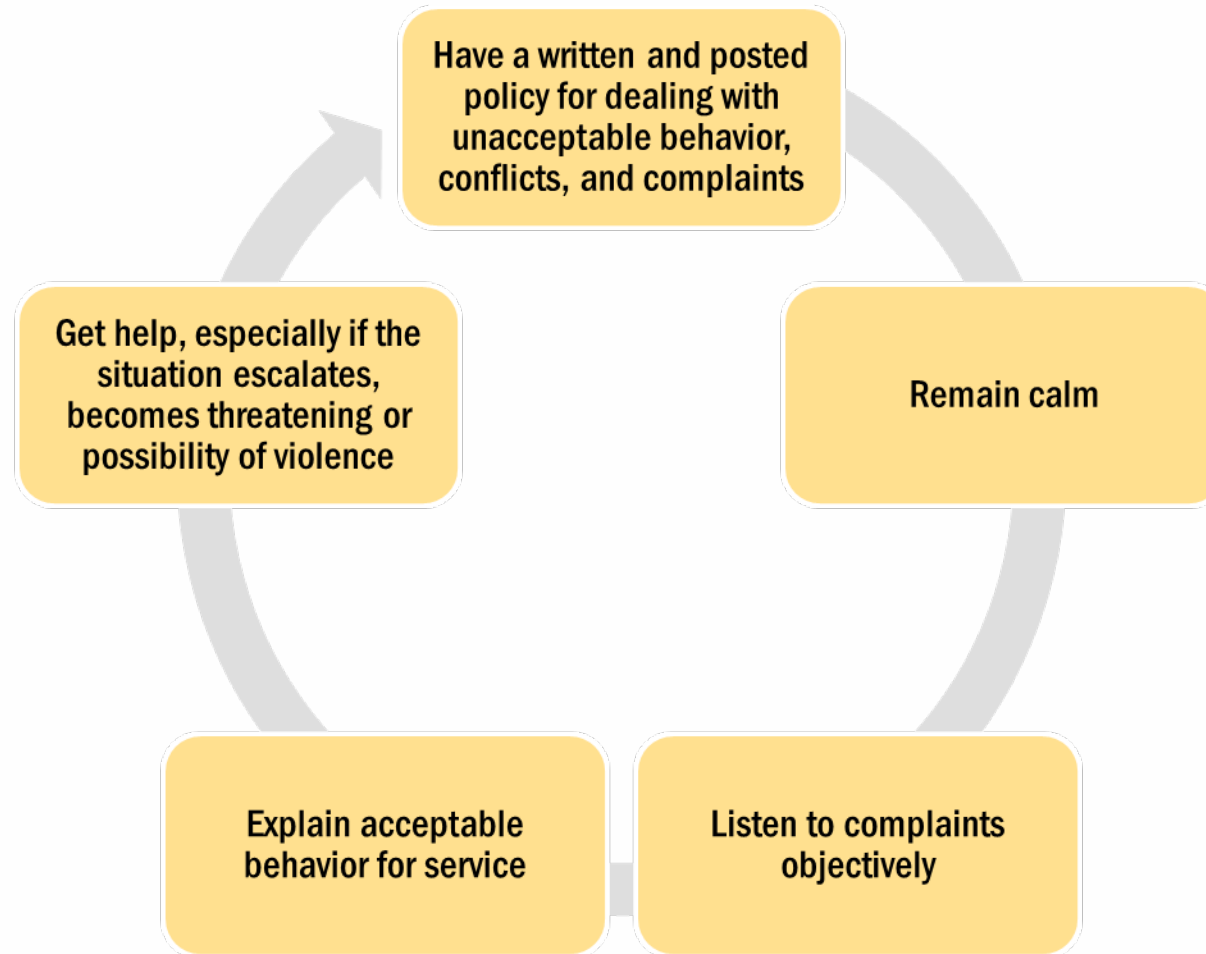 Have a written and posted
policy for dealing with
unacceptable behavior,
conflicts, and complaints
Remain calm
Listen to complaints
objectively
Explain acceptable
behavior for service
Get help, especially if the
situation escalates,
becomes threatening or
possibility of violence